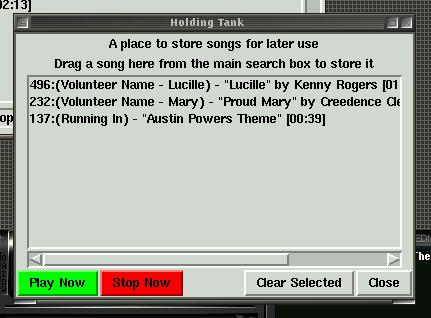 02:13]
Holding Tank
A place to store songs for later use
Drag a song here from the main search box to store it
496:(Volunteer Name - Lucille) - "Lucille" by Kenny Rogers [01
232:(Volunteer Name - Mary) - "Proud Mary" by Creedence Cle
137:(Running In) - "Austin Powers Theme" [00:39]
Play Now Stop Now Clear Selected Close